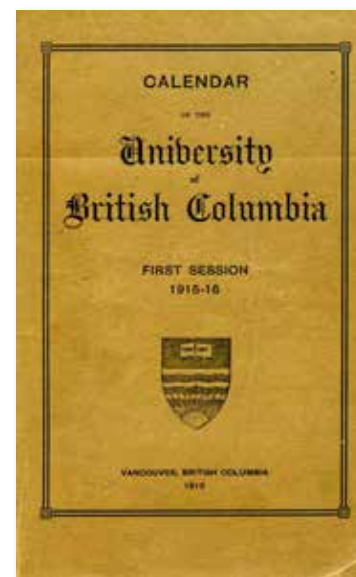 CALENDAR
OF THE
University
of
British Columbia
FIRST SESSION
1915-16
VANCOUVER, BRITISH COLUMBIA
1915